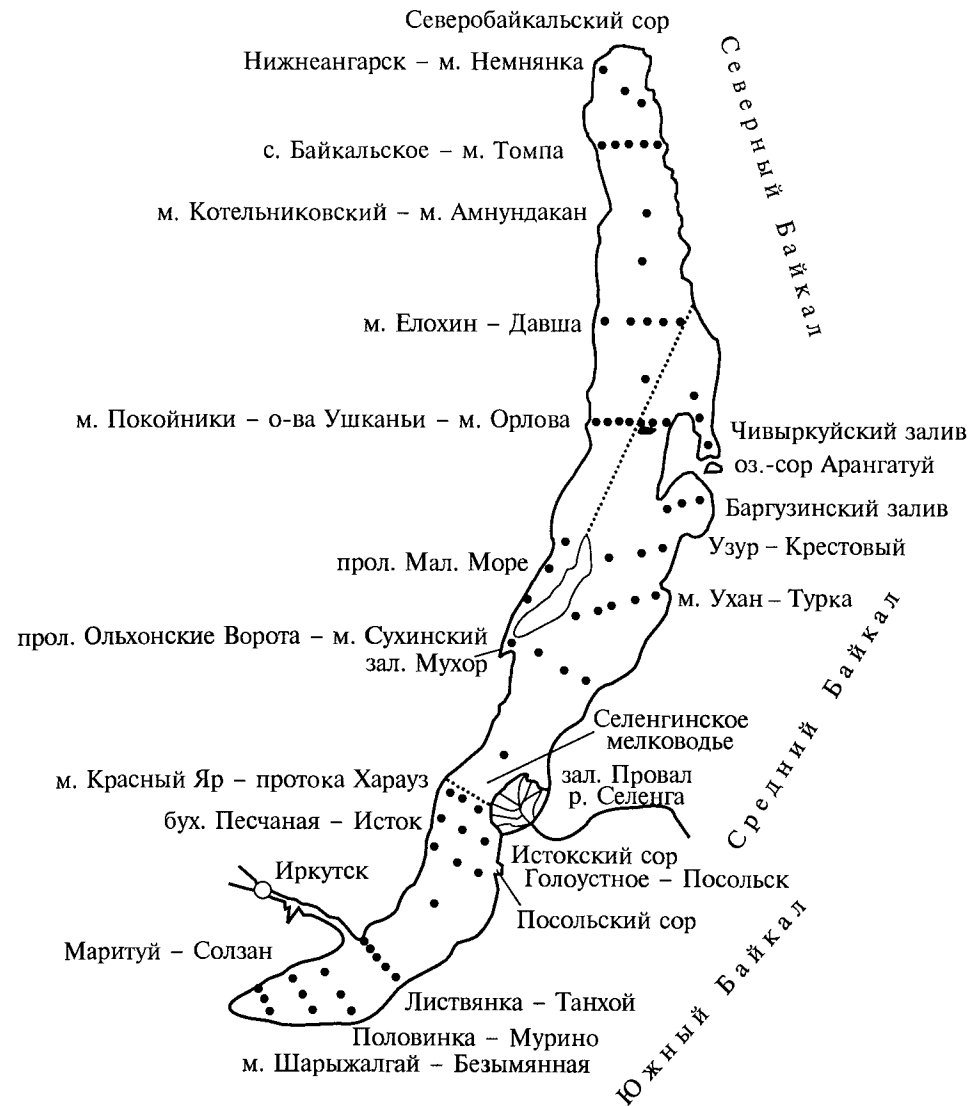 Северобайкальский сор
Нижнеангарск – м. Немнянка
Северный Байкал
с. Байкальское – м. Томпа
м. Котельниковский – м. Амнундакан
м. Елохин – Давша
м. Покойники – о-ва Ушканьи – м. Орлова
Чивыркуйский залив
оз.-сор Арангатуй
Баргузинский залив
Узур – Крестовый
прол. Мал. Море
м. Ухан – Турка
прол. Ольхонские Ворота – м. Сухинский
зал. Мухор
Средний Байкал
Селенгинское
мелководье
зал. Провал
р. Селенга
м. Красный Яр – протока Харауз
бух. Песчаная – Исток
Истокский сор
Голоустное – Посольск
Иркутск
Посольский сор
Маритуй – Солзан
Южный Байкал
Листвянка – Танхой
Половинка – Мурино
м. Шарыжалгай – Безымянная